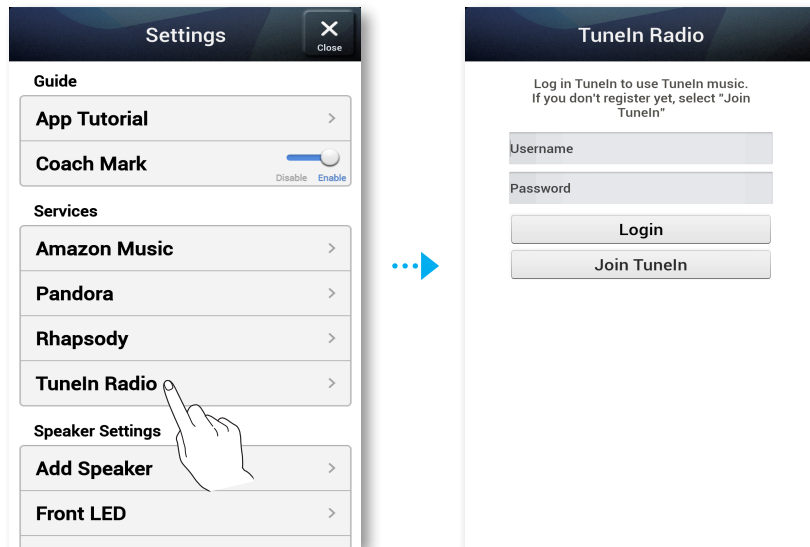 Settings
Close
Guide
App Tutorial
Coach Mark
Disable Enable
Services
Amazon Music
Pandora
Rhapsody
TuneIn Radio
Speaker Settings
Add Speaker
Front LED
TuneIn Radio
Log in TuneIn to use TuneIn music.
If you don't register yet, select "Join
TuneIn"
Username
Password
Login
Join TuneIn